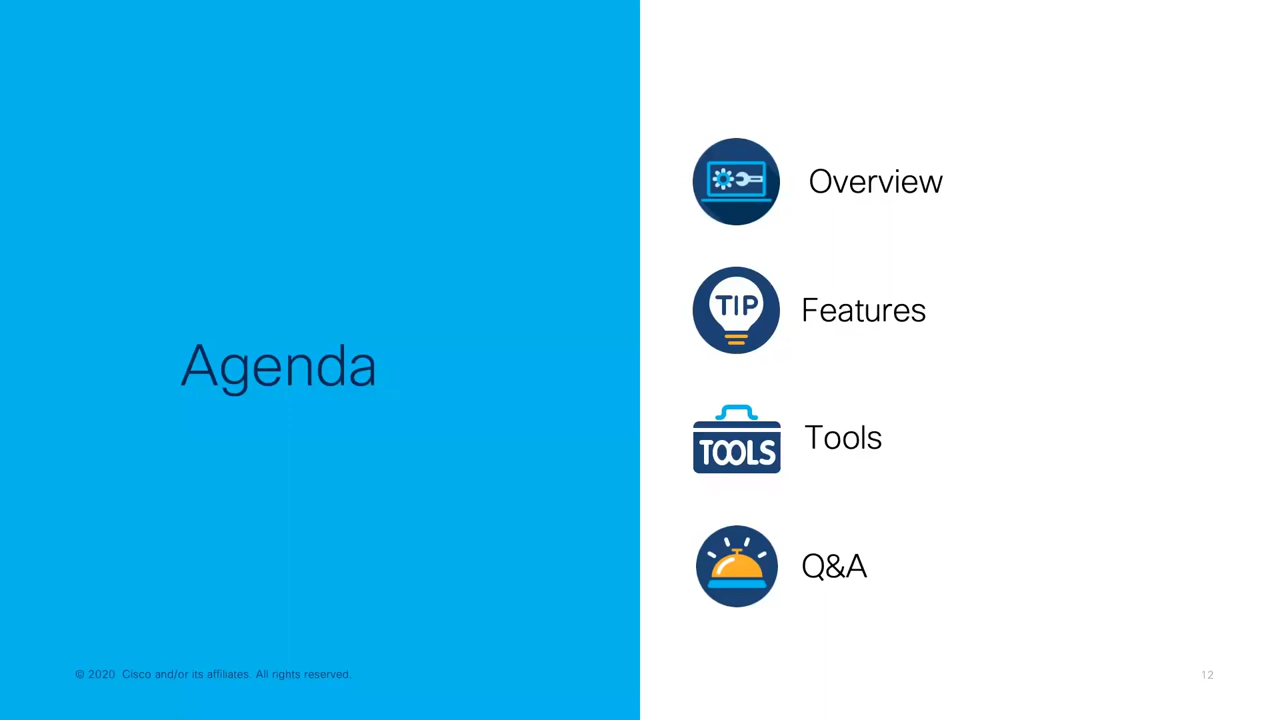 Agenda
Overview
TIP
Features
TOOLS
Tools
Q&A
© 2020 Cisco and/or its affiliates. All rights reserved.
12